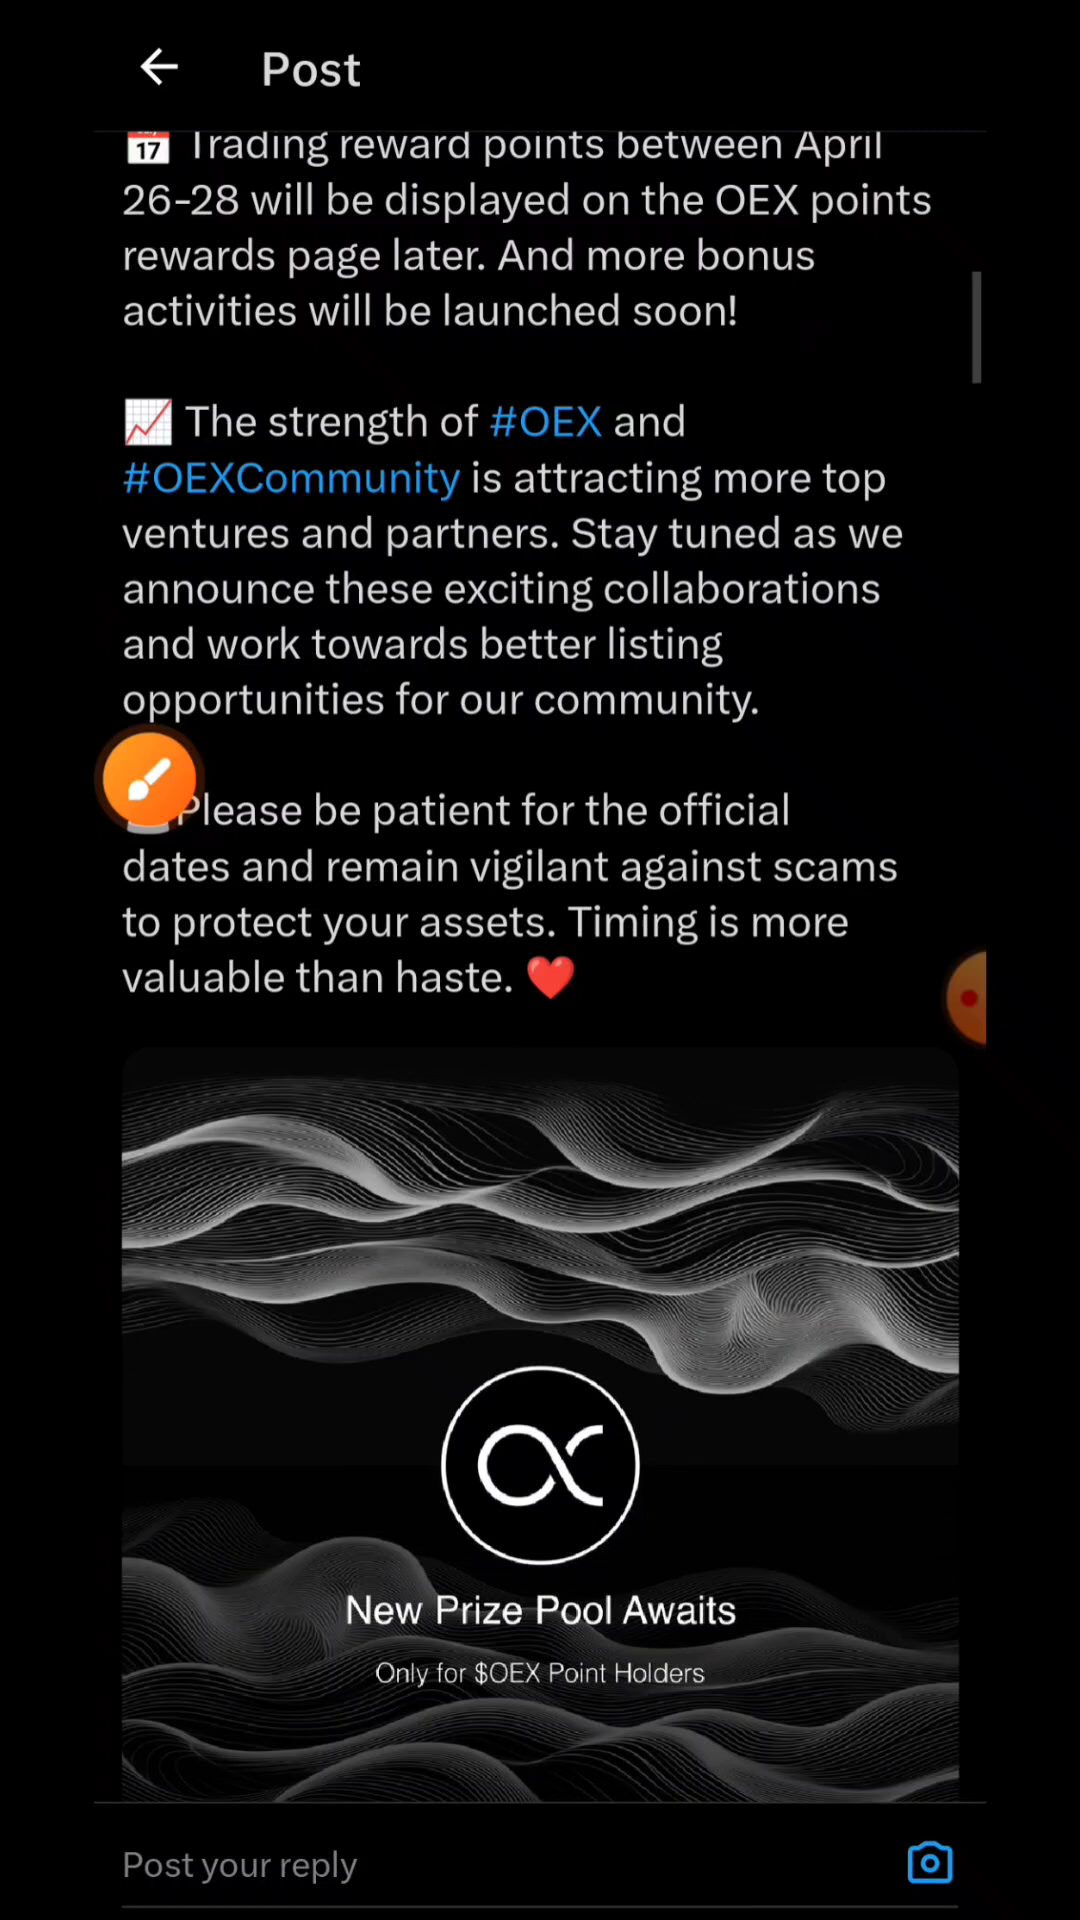 Post
17 Trading reward points between April
26-28 will be displayed on the OEX points
rewards page later. And more bonus
activities will be launched soon!
The strength of #OEX and
#OEXCommunity is attracting more top
ventures and partners. Stay tuned as we
announce these exciting collaborations
and work towards better listing
opportunities for our community.
Please be patient for the official
dates and remain vigilant against scams
to protect your assets. Timing is more
valuable than haste.
New Prize Pool Awaits
Only for $OEX Point Holders
Post your reply